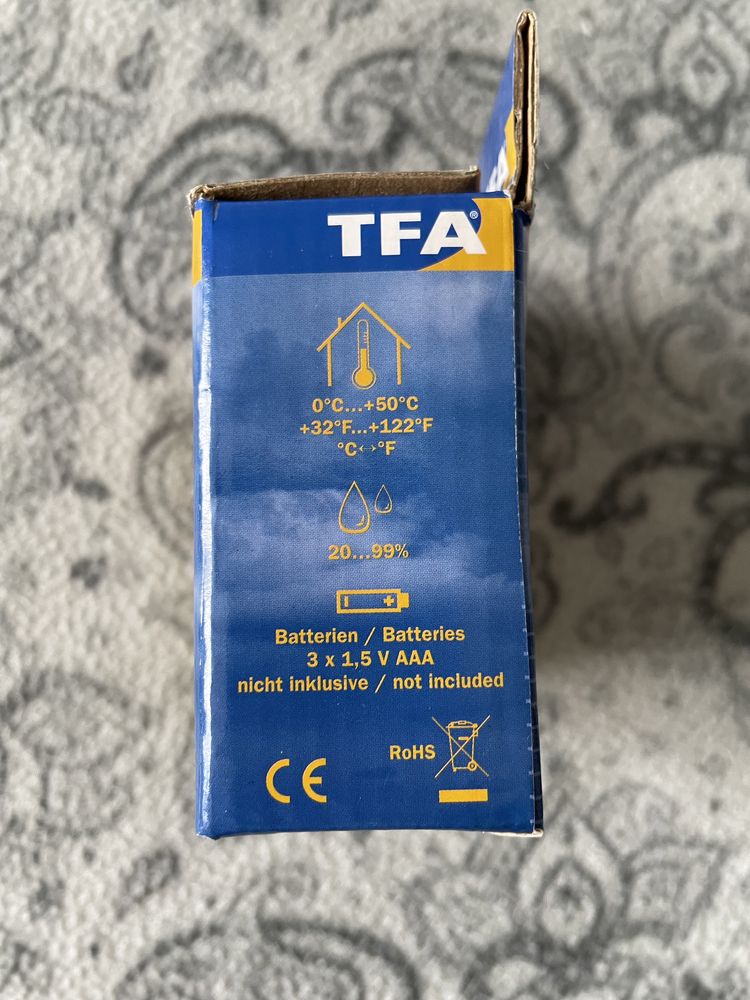 TFA®
0°C...+50°C
+32°F...+122°F
°C↔°F
20...99%
Batterien / Batteries
3 x 1,5 V AAA
nicht inklusive / not included
RoHS
CE